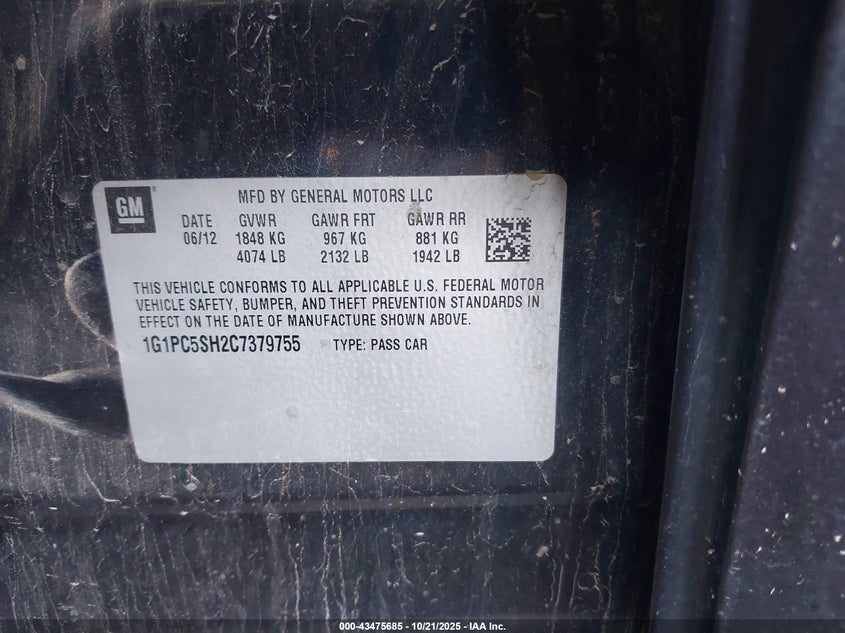 GM ®
MFD BY GENERAL MOTORS LLC
DATE GVWR GAWR FRT GAWR RR
06/12 1848 KG 967 KG 881 KG
4074 LB 2132 LB 1942 LB
THIS VEHICLE CONFORMS TO ALL APPLICABLE U.S. FEDERAL MOTOR
VEHICLE SAFETY, BUMPER, AND THEFT PREVENTION STANDARDS IN
EFFECT ON THE DATE OF MANUFACTURE SHOWN ABOVE.
1G1PC5SH2C7379755 TYPE: PASS CAR
000-43475685 - 10/21/2025 - IAA Inc.